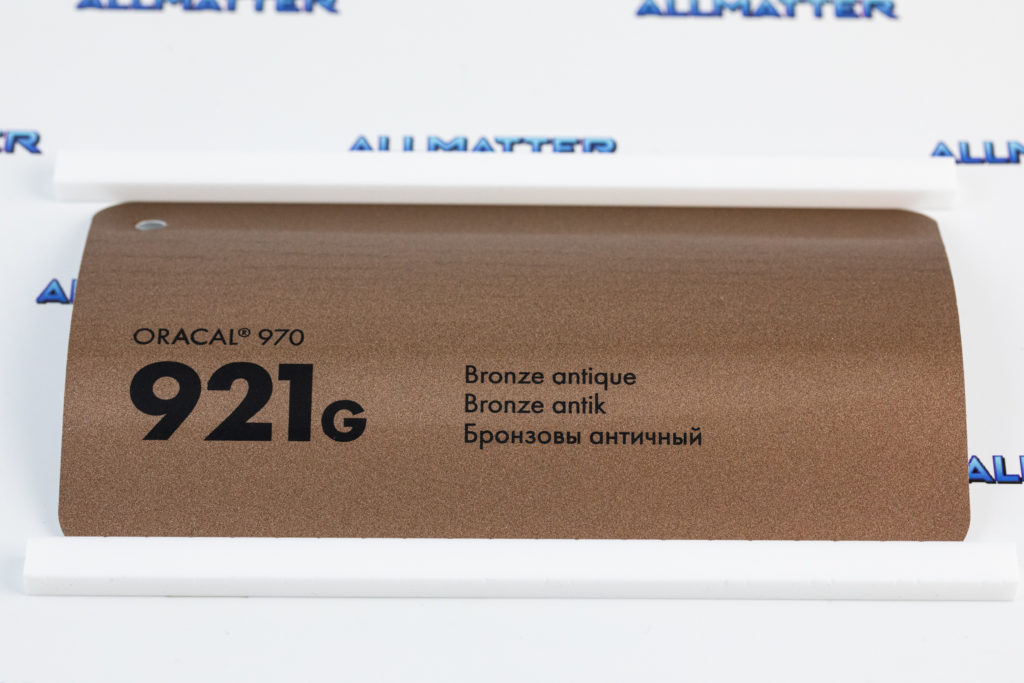 ALLMATTER
ALLMATTER
ALLMATTER
ORACAL® 970
921G
Bronze antique
Bronze antik
Бронзовы античный